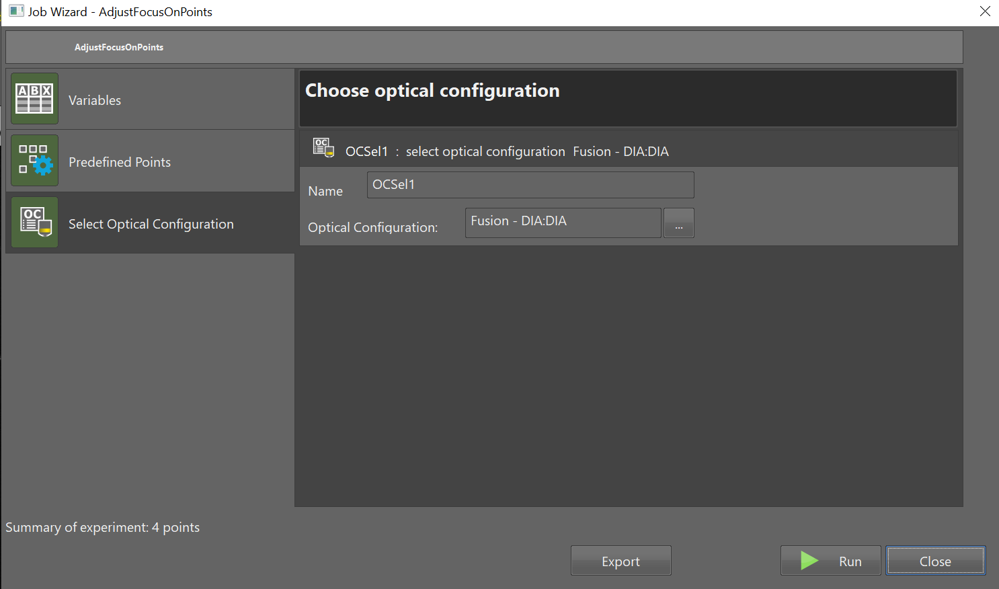 Job Wizard - AdjustFocusOnPoints
AdjustFocusOnPoints
ABX
Variables
Predefined Points
OC
Select Optical Configuration
Choose optical configuration
OC
OCSel1 : select optical configuration Fusion - DIA:DIA
Name OCSel1
Optical Configuration: Fusion - DIA:DIA ...
Summary of experiment: 4 points
Export Run Close